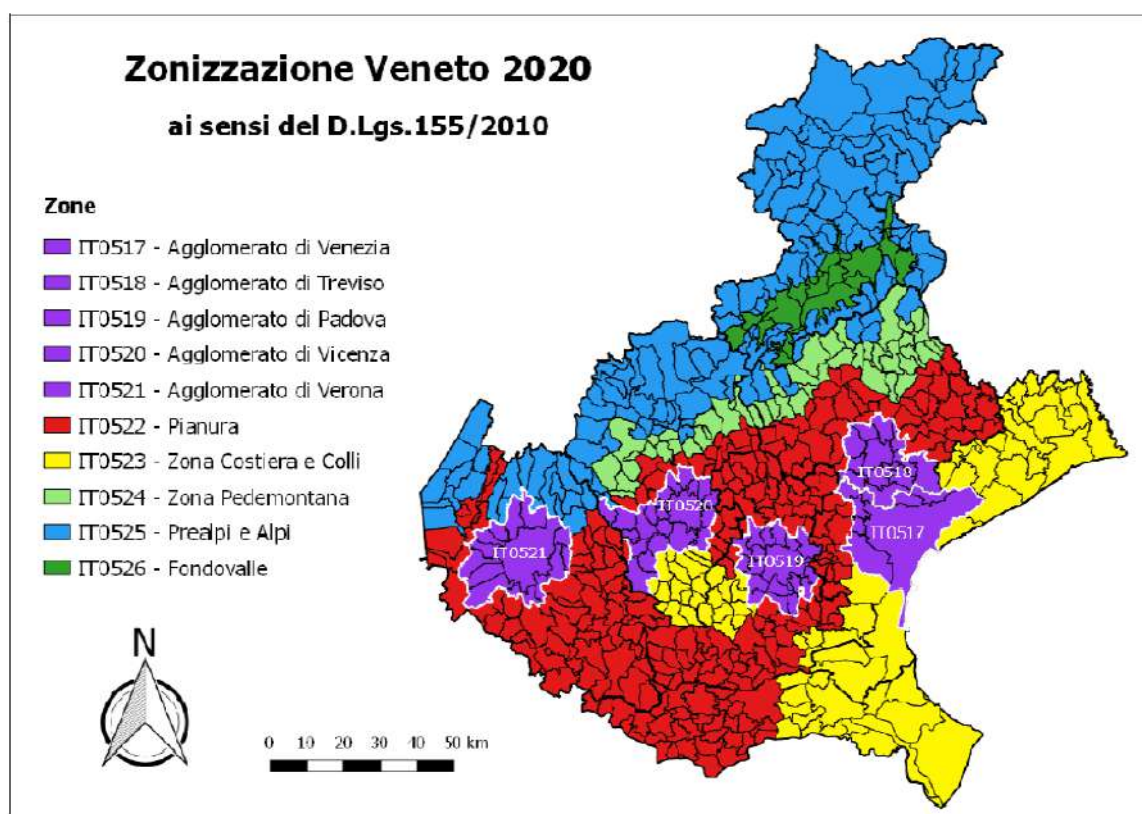 Zonizzazione Veneto 2020
ai sensi del D.Lgs.155/2010
Zone
IT0517 - Agglomerato di Venezia
IT0518 - Agglomerato di Treviso
IT0519 - Agglomerato di Padova
IT0520 - Agglomerato di Vicenza
IT0521 - Agglomerato di Verona
IT0522 - Pianura
IT0523 - Zona Costiera e Colli
IT0524 - Zona Pedemontana
IT0525 - Prealpi e Alpi
IT0526 - Fondovalle
IT0518
IT0520
IT0517
IT0521
IT0519
N
0 10 20 30 40 50 km